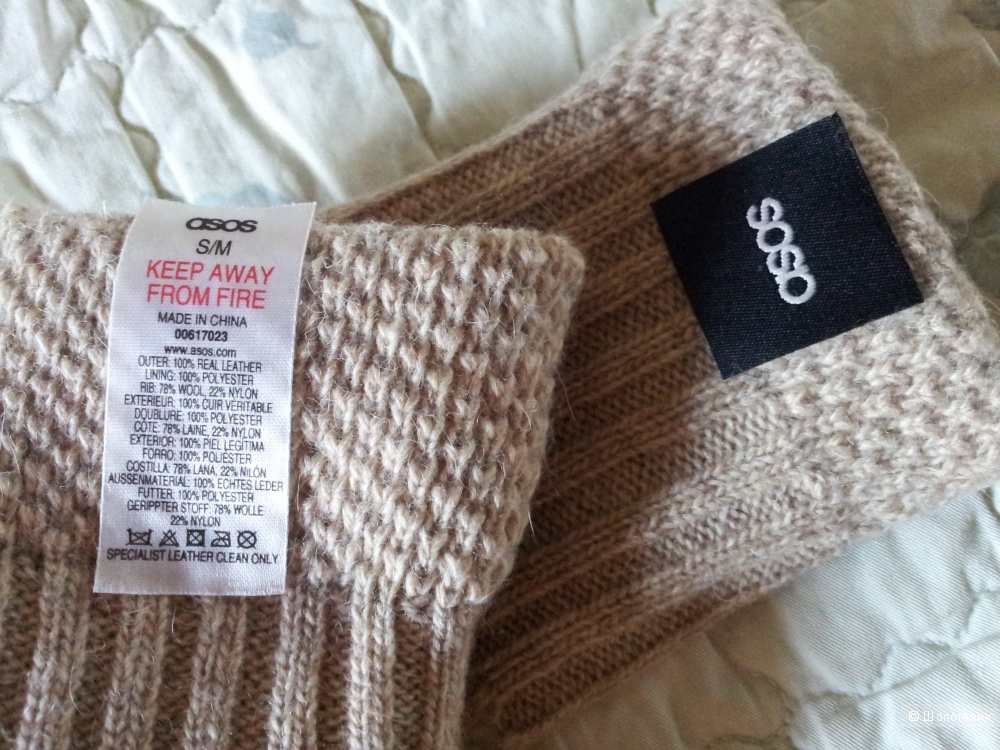 asos
S/M
KEEP AWAY
FROM FIRE
MADE IN CHINA
00617023
www.asos.com
OUTER: 100% REAL LEATHER
LINING: 100% POLYESTER
RIB: 78% WOOL, 22% NYLON
EXTERIEUR: 100% CUIR VERITABLE
DOUBLURE: 100% POLYESTER
COTE: 78% LAINE, 22% NYLON
EXTERIOR: 100% PIEL LEGITIMA
FORRO: 100% POLIESTER
COSTILLA: 78% LANA, 22% NILON
AUSSENMATERIAL: 100% ECHTES LEDER
FUTTER: 100% POLYESTER
GERIPPTER STOFF: 78% WOLLE
22% NYLON
SPECIALIST LEATHER CLEAN ONLY
asos
© Шопоголик